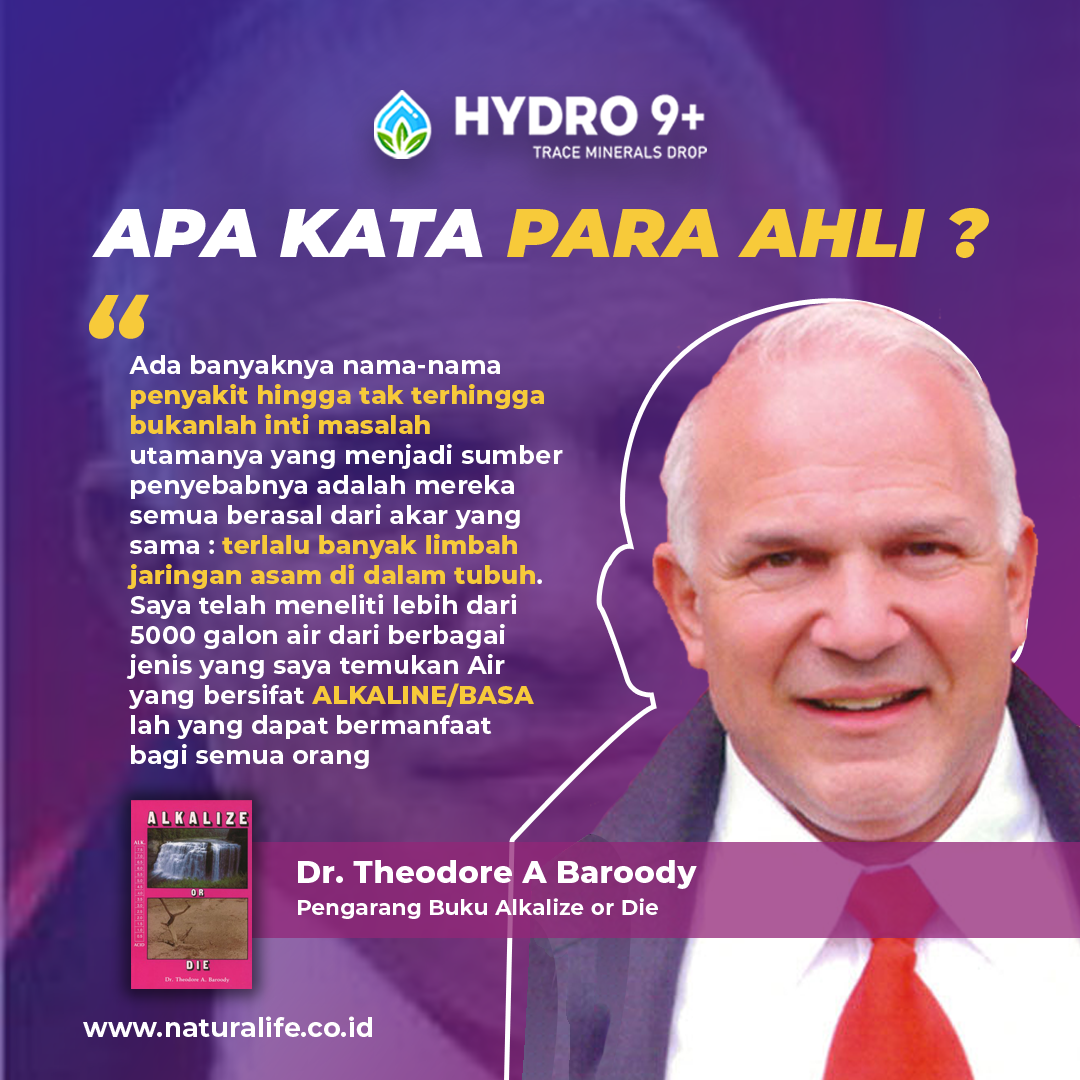 HYDRO 9+
TRACE MINERALS DROP
APA KATA PARA AHLI ?
“
Ada banyaknya nama-nama
penyakit hingga tak terhingga
bukanlah inti masalah
utamanya yang menjadi sumber
penyebabnya adalah mereka
semua berasal dari akar yang
sama : terlalu banyak limbah
jaringan asam di dalam tubuh.
Saya telah meneliti lebih dari
5000 galon air dari berbagai
jenis yang saya temukan Air
yang bersifat ALKALINE/BASA
lah yang dapat bermanfaat
bagi semua orang
ALKALIZE
ALK
OR
ACID
DIE
Dr. Theodore A. Baroody
Dr. Theodore A Baroody
Pengarang Buku Alkalize or Die
www.naturalife.co.id